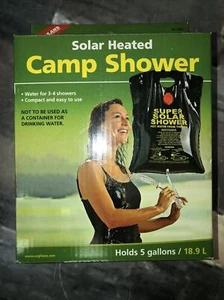 Solar Heated
Camp Shower
• Water for 3-4 showers
• Compact and easy to use
NOT TO BE USED AS
A CONTAINER FOR
DRINKING WATER.
SUPER
SOLAR
SHOWER
Holds 5 gallons / 18.9 L